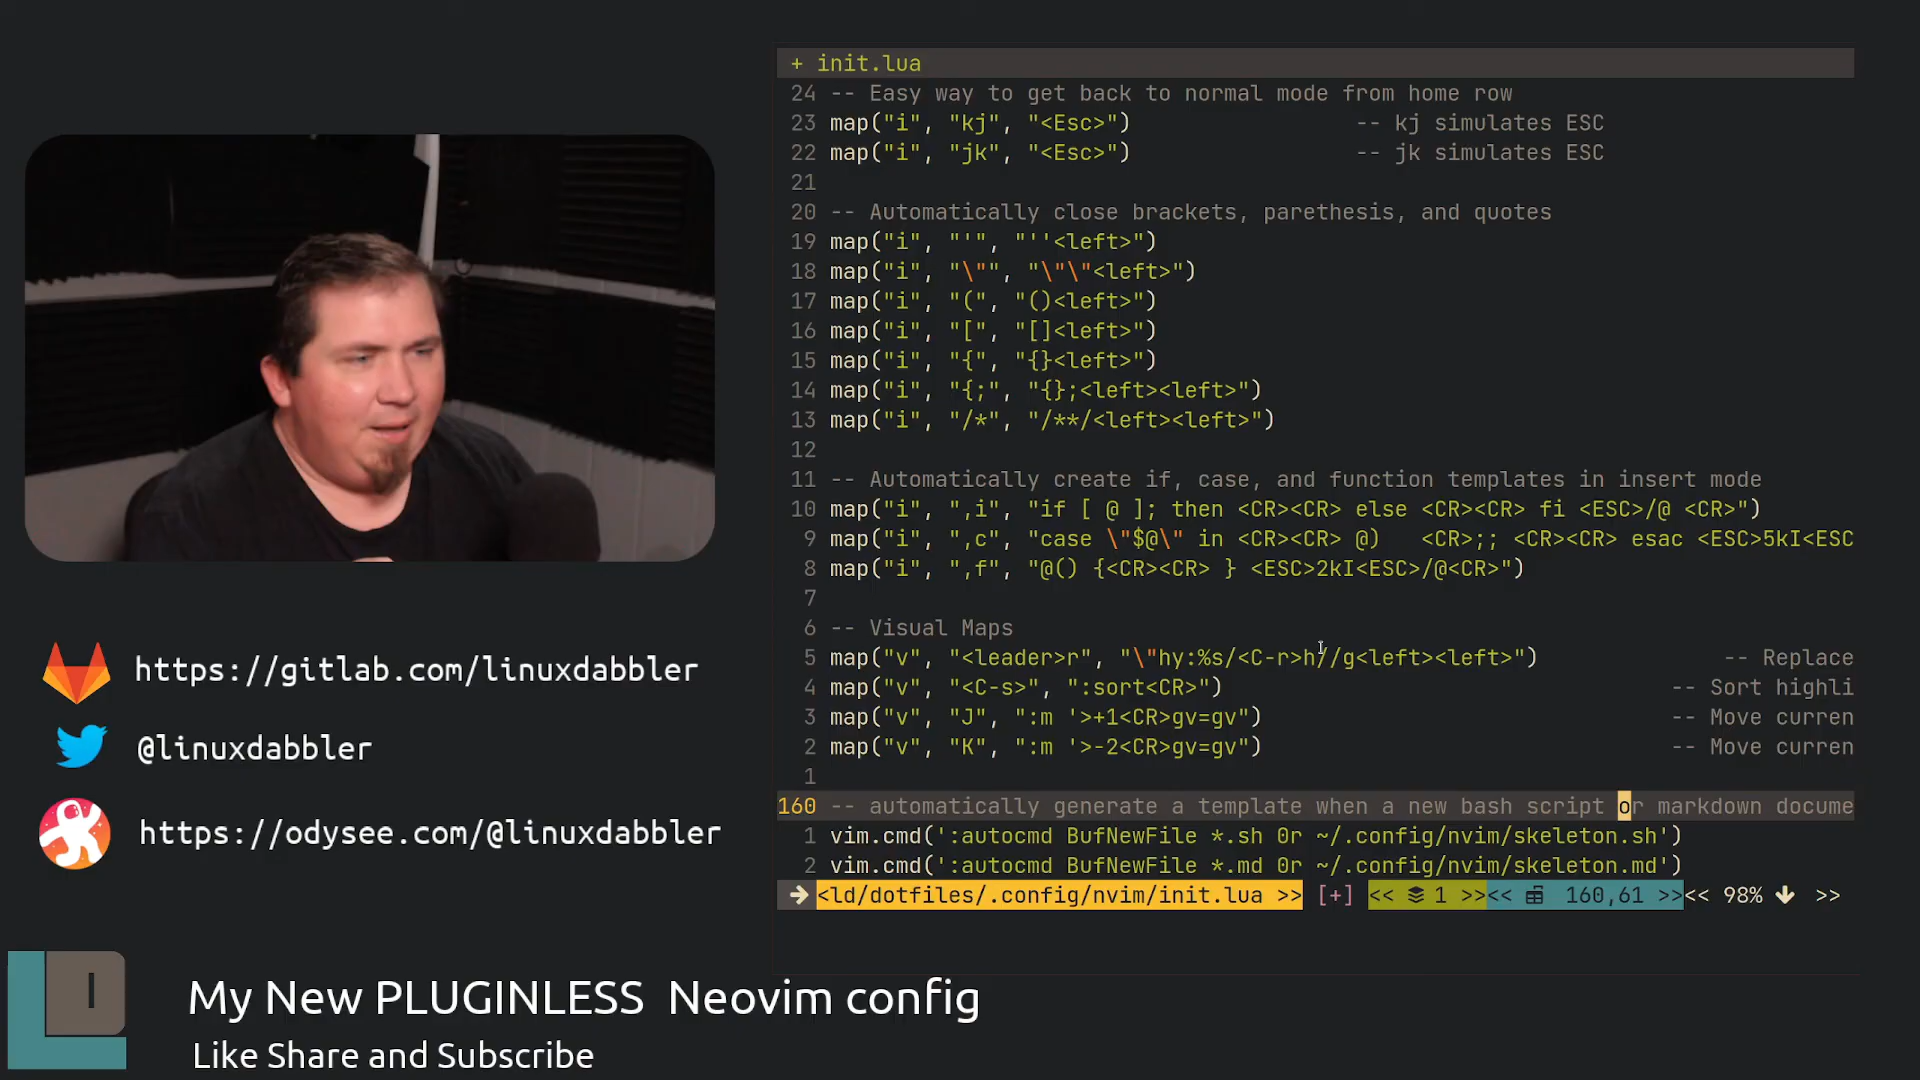 + init.lua
24 -- Easy way to get back to normal mode from home row
23 map("i", "kj", "<Esc>") -- kj simulates ESC
22 map("i", "jk", "<Esc>") -- jk simulates ESC
21
20 -- Automatically close brackets, parethesis, and quotes
19 map("i", "'", "''<left>")
18 map("i", "\"", "\"\"<left>")
17 map("i", "(", "()<left>")
16 map("i", "[", "[]<left>")
15 map("i", "{", "{}<left>")
14 map("i", "{;", "{};<left><left>")
13 map("i", "/*", "/**/<left><left>")
12
11 -- Automatically create if, case, and function templates in insert mode
10 map("i", ",i", "if [ @ ]; then <CR><CR> else <CR><CR> fi <ESC>/@ <CR>")
9 map("i", ",c", "case \"$@\" in <CR><CR> @) <CR>;; <CR><CR> esac <ESC>5kI<ESC
8 map("i", ",f", "@() {<CR><CR> } <ESC>2kI<ESC>/@<CR>")
7
6 -- Visual Maps
5 map("v", "<leader>r", "\"hy:%s/<C-r>h//g<left><left>") -- Replace
4 map("v", "<C-s>", ":sort<CR>") -- Sort highli
3 map("v", "J", ":m '>+1<CR>gv=gv") -- Move curren
2 map("v", "K", ":m '>-2<CR>gv=gv") -- Move curren
1
160 -- automatically generate a template when a new bash script or markdown docume
1 vim.cmd(':autocmd BufNewFile *.sh 0r ~/.config/nvim/skeleton.sh')
2 vim.cmd(':autocmd BufNewFile *.md 0r ~/.config/nvim/skeleton.md')
<ld/dotfiles/.config/nvim/init.lua >> [+] << 1 >><< 160,61 >><< 98% >>
https://gitlab.com/linuxdabbler
@linuxdabbler
https://odysee.com/@linuxdabbler
My New PLUGINLESS Neovim config
Like Share and Subscribe